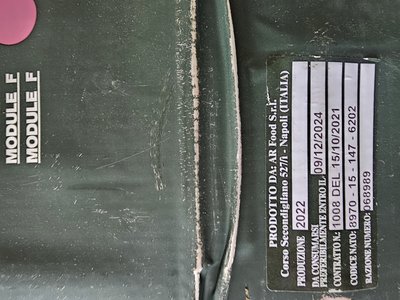 MODULE F
MODULE F
PRODOTTO DA: AR Food S.r.l.
Corso Secondigliano 527/i - Napoli (ITALIA)
PRODUZIONE 2022
DA CONSUMARSI
PREFERIBILMENTE ENTRO IL 09/12/2024
CONTRATTO N.: 1008 DEL 15/10/2021
CODICE NATO: 8970 - 15 - 147 - 6202
RAZIONE NUMERO: 068989